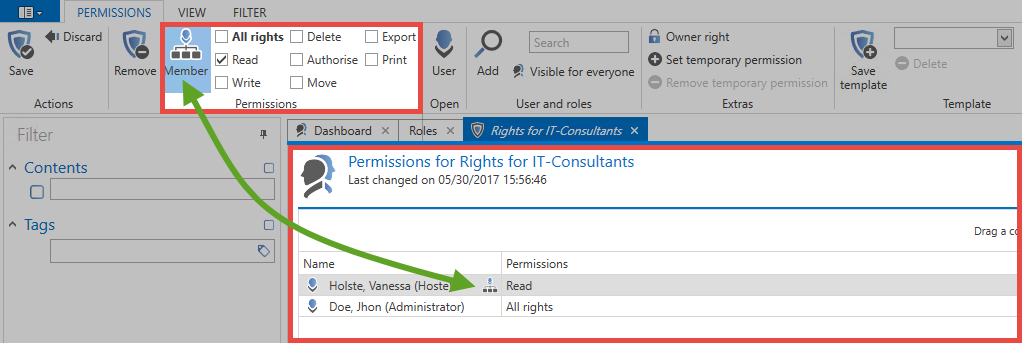 PERMISSIONS VIEW FILTER
Save
Discard
Actions
Remove
Member
All rights Delete Export
Read Authorise Print
Write Move
Permissions
User
Open
Add
Search
Visible for everyone
User and roles
Owner right
Set temporary permission
Remove temporary permission
Extras
Save template
Delete
Template
Filter
Contents
Tags
Dashboard Roles Rights for IT-Consultants
Permissions for Rights for IT-Consultants
Last changed on 05/30/2017 15:56:46
Drag a co
Name Permissions
Holste, Vanessa (Hoste Read
Doe, Jhon (Administrator) All rights